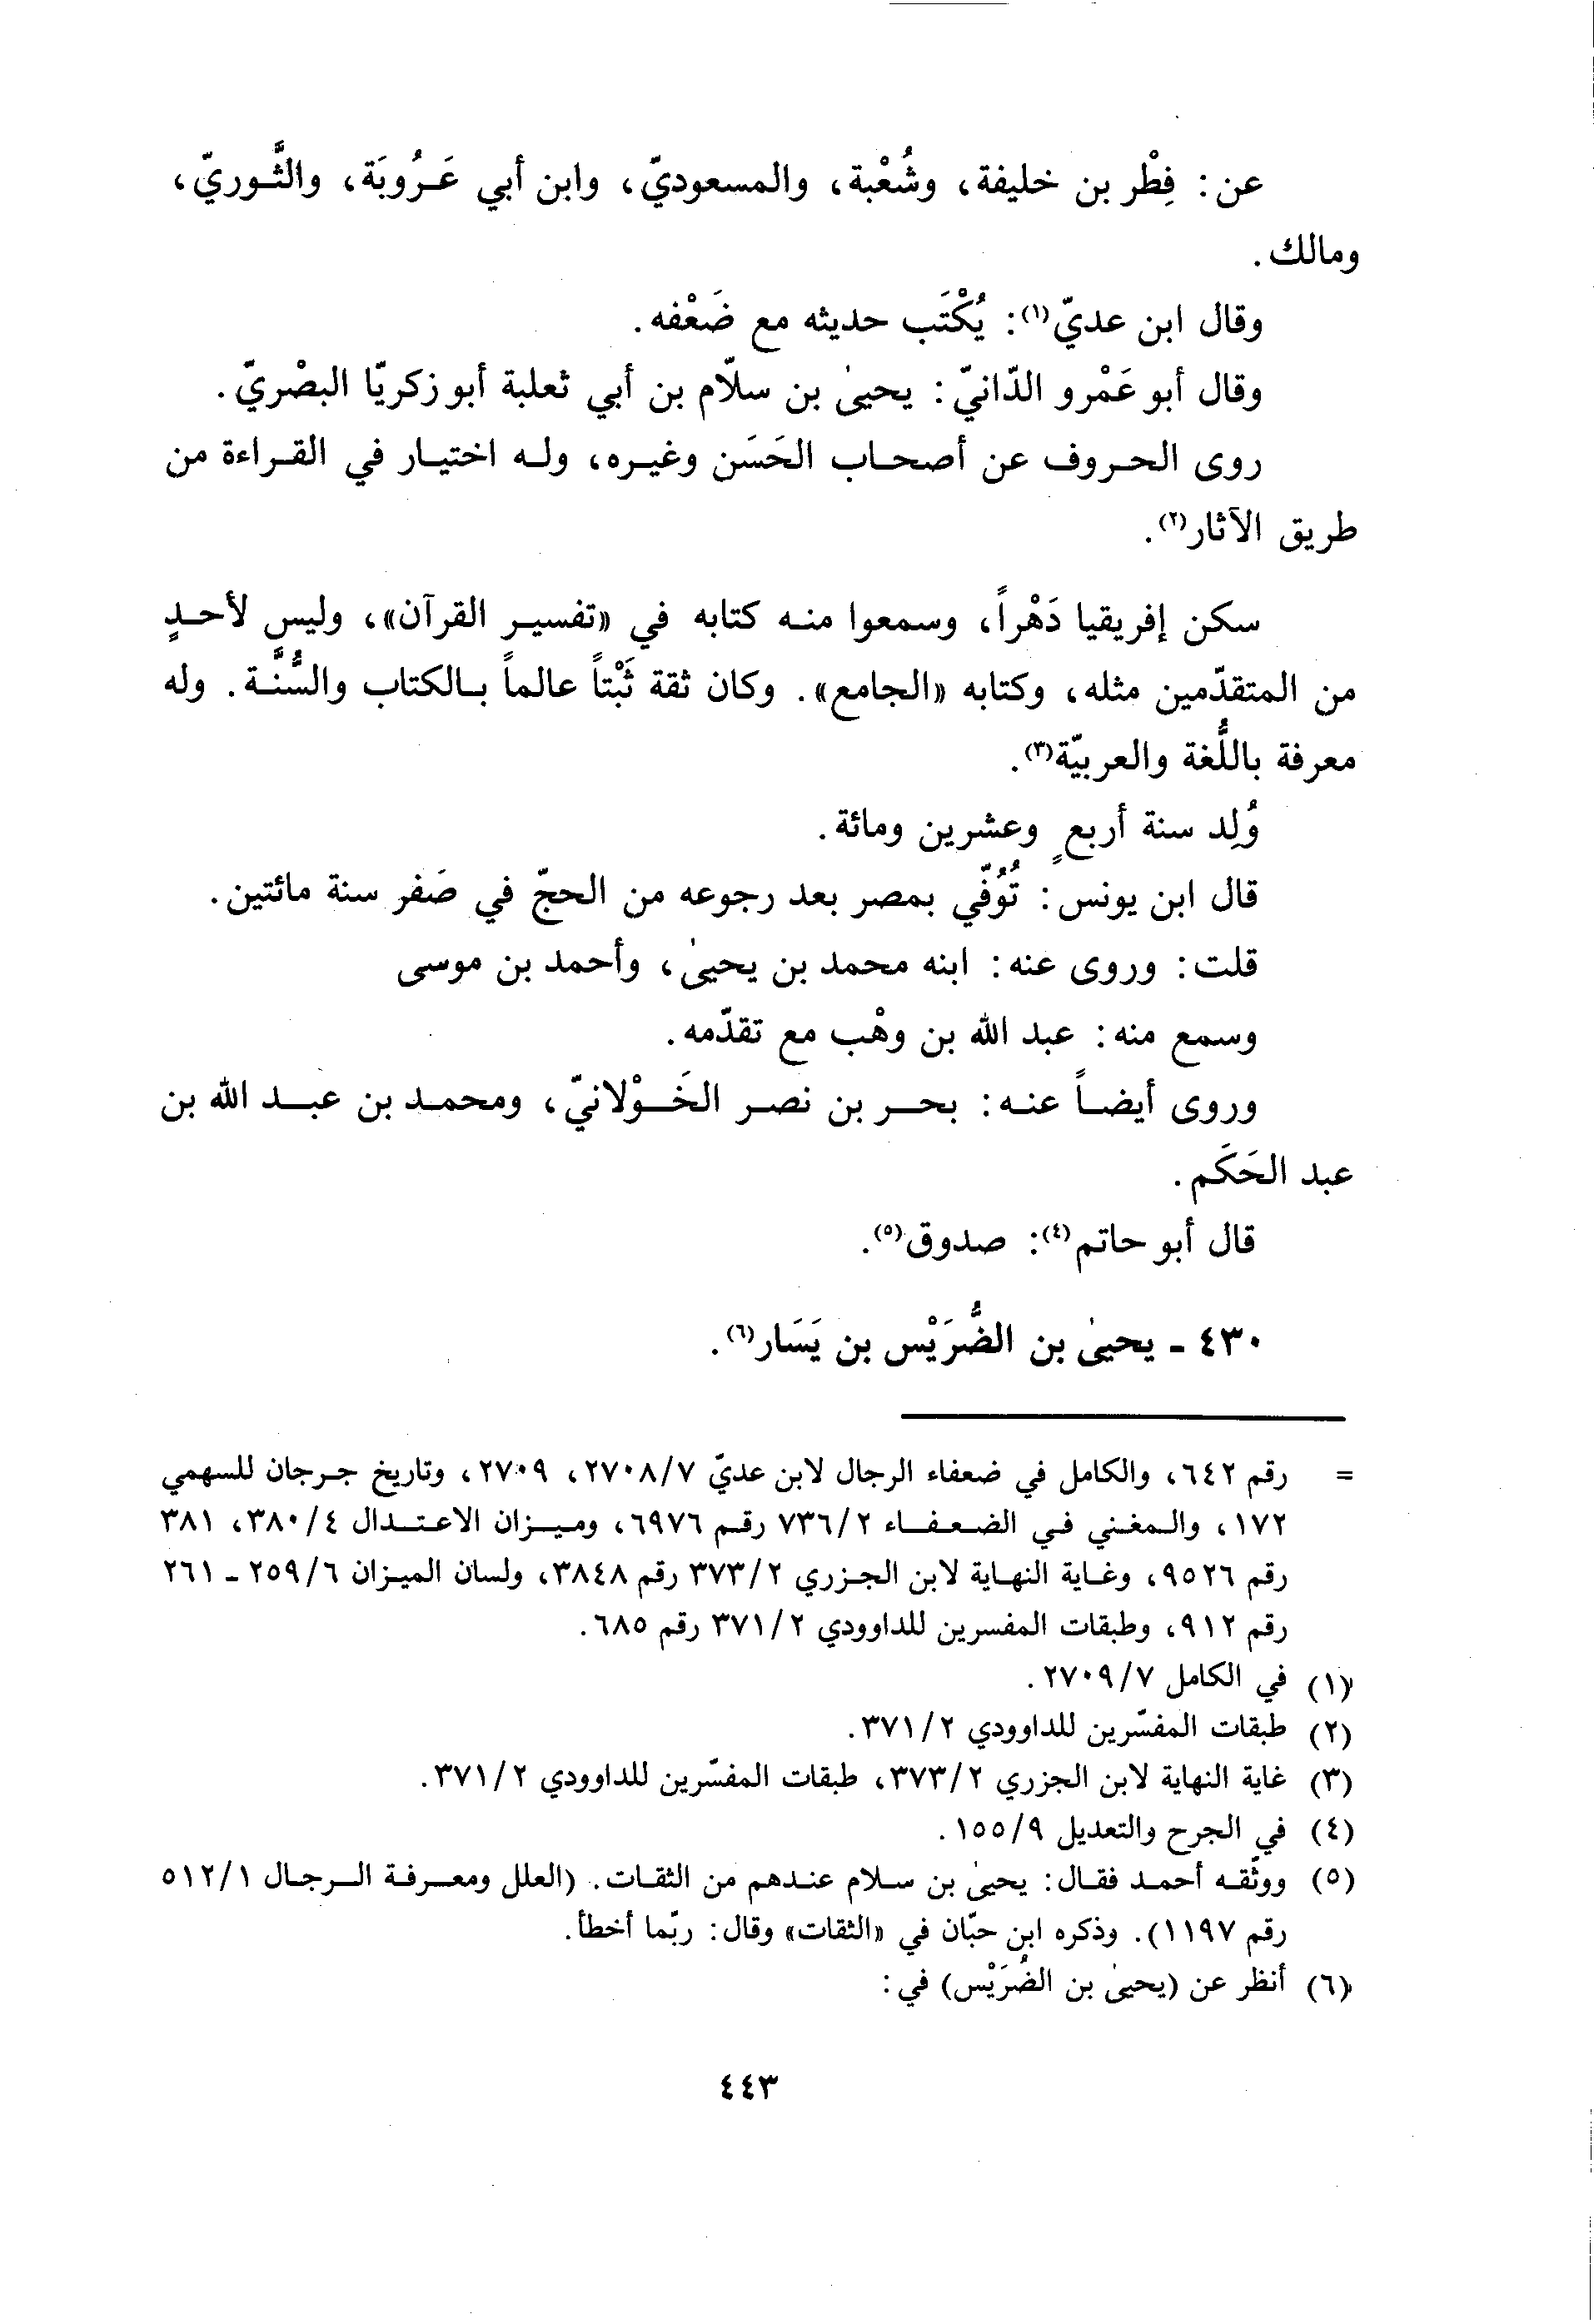 عن: فِطْر بن خليفة، وشُعْبة، والمسعوديّ، وابن أبي عَرُوبَة، والثَّوريّ،
ومالك.
وقال ابن عديّ(١): يُكْتَب حديثه مع ضَعْفه.
وقال أبو عَمْرو الدّانيّ: يحيىٰ بن سلّام بن أبي ثعلبة أبو زكريّا البصْريّ.
روى الحروف عن أصحاب الحَسَن وغيره، وله اختيار في القراءة من
طريق الآثار(٢).
سكن إفريقيا دَهْراً، وسمعوا منه كتابه في «تفسير القرآن»، وليس لأحدٍ
من المتقدّمين مثله، وكتابه «الجامع». وكان ثقة ثَبْتاً عالماً بالكتاب والسُّنَّة. وله
معرفة باللُّغة والعربيّة(٣).
وُلِد سنة أربعٍ وعشرين ومائة.
قال ابن يونس: تُوُفّي بمصر بعد رجوعه من الحجّ في صَفر سنة مائتين.
قلت: وروى عنه: ابنه محمد بن يحيىٰ، وأحمد بن موسى
وسمع منه: عبد الله بن وهْب مع تقدّمه.
وروى أيضاً عنه: بحر بن نصر الخَوْلانيّ، ومحمد بن عبد الله بن
عبد الحَكَم.
قال أبو حاتم(٤): صدوق(٥).
٤٣٠ - يحيىٰ بن الضُّرَيْس بن يَسَار(٦).
= رقم ٦٤٢، والكامل في ضعفاء الرجال لابن عديّ ٢٧٠٨/٧، ٢٧٠٩، وتاريخ جرجان للسهمي
١٧٢، والمغني في الضعفاء ٧٣٦/٢ رقم ٦٩٧٦، وميزان الاعتدال ٣٨٠/٤، ٣٨١
رقم ٩٥٢٦، وغاية النهاية لابن الجزري ٣٧٣/٢ رقم ٣٨٤٨، ولسان الميزان ٢٥٩/٦ - ٢٦١
رقم ٩١٢، وطبقات المفسرين للداوودي ٣٧١/٢ رقم ٦٨٥.
(١) في الكامل ٢٧٠٩/٧.
(٢) طبقات المفسّرين للداوودي ٣٧١/٢.
(٣) غاية النهاية لابن الجزري ٣٧٣/٢، طبقات المفسّرين للداوودي ٣٧١/٢.
(٤) في الجرح والتعديل ١٥٥/٩.
(٥) ووثّقه أحمد فقال: يحيىٰ بن سلام عندهم من الثقات. (العلل ومعرفة الرجال ٥١٢/١
رقم ١١٩٧). وذكره ابن حبّان في «الثقات» وقال: ربّما أخطأ.
(٦) أنظر عن (يحيىٰ بن الضُرَيْس) في:
٤٤٣